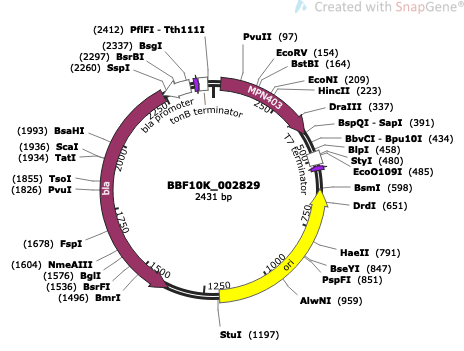 Created with SnapGene®
(2412) PflFI - Tth111I
(2337) BsgI
(2297) BsrBI
(2260) SspI
PvuII (97)
EcoRV (154)
BstBI (164)
EcoNI (209)
HincII (223)
DraIII (337)
BspQI - SapI (391)
BbvCI - Bpu10I (434)
BlpI (458)
StyI (480)
EcoO109I (485)
BsmI (598)
DrdI (651)
HaeII (791)
BseYI (847)
PspFI (851)
AlwNI (959)
StuI (1197)
(1993) BsaHI
(1936) ScaI
(1934) TatI
(1855) TsoI
(1826) PvuI
(1678) FspI
(1604) NmeAIII
(1576) BglI
(1536) BsrFI
(1496) BmrI
bla promoter
tonB terminator
MPN403
T7 terminator
bla
ori
250
500
750
1000
1250
1500
1750
2000
2250
BBF10K_002829
2431 bp